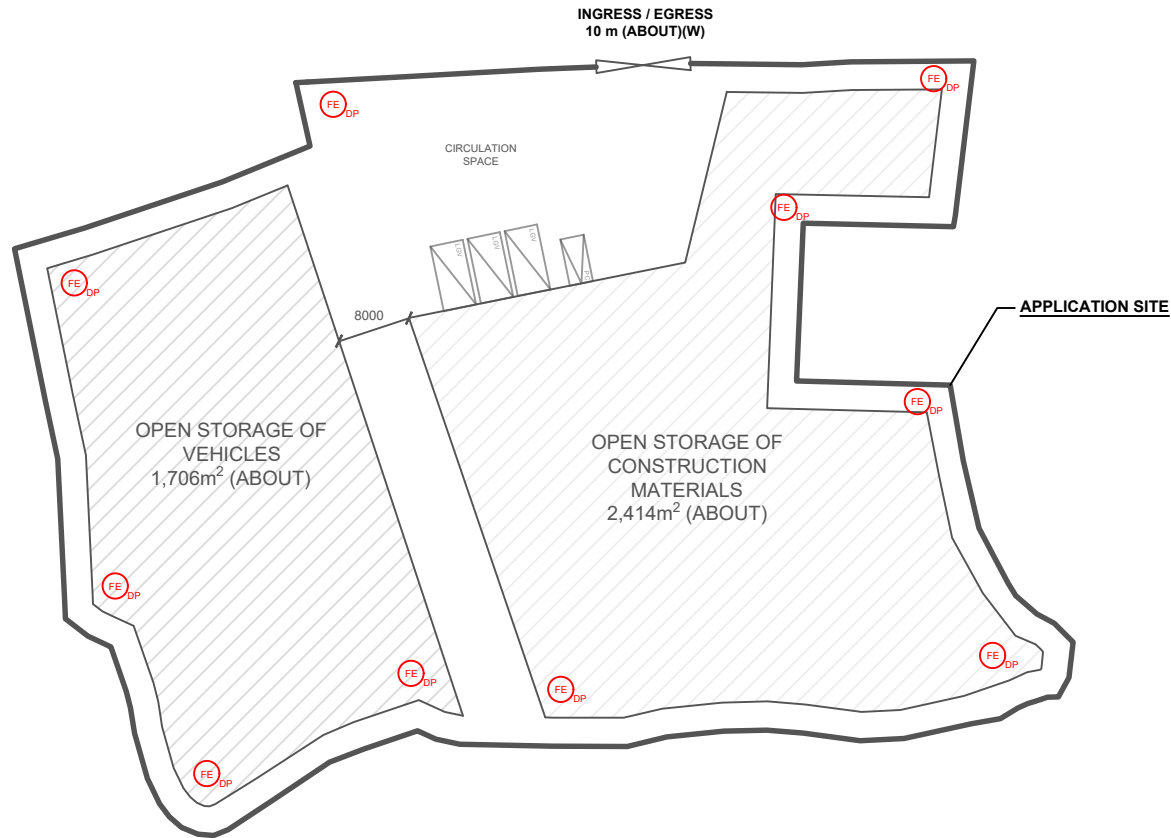 INGRESS / EGRESS
10 m (ABOUT)(W)
FE
DP
FE
DP
CIRCULATION
SPACE
FE
DP
LGV
LGV
LGV
PC
FE
DP
APPLICATION SITE
8000
FE
DP
OPEN STORAGE OF
VEHICLES
1,706m² (ABOUT)
OPEN STORAGE OF
CONSTRUCTION
MATERIALS
2,414m² (ABOUT)
FE
DP
FE
DP
FE
DP
FE
DP
FE
DP